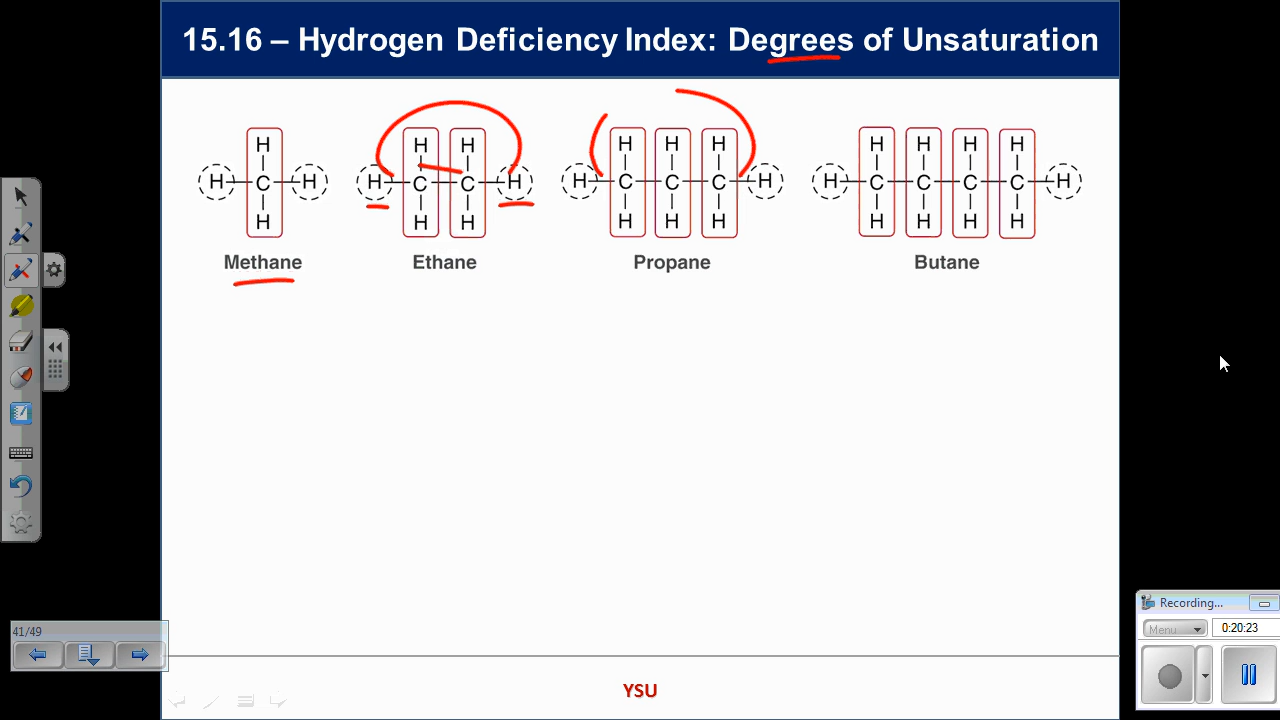 15.16 – Hydrogen Deficiency Index: Degrees of Unsaturation
H H H H H H H H H H
H C H H C C H H C C C H H C C C C H
H H H H H H H H H H
Methane Ethane Propane Butane
41/49
YSU
Recording...
Menu 0:20:23